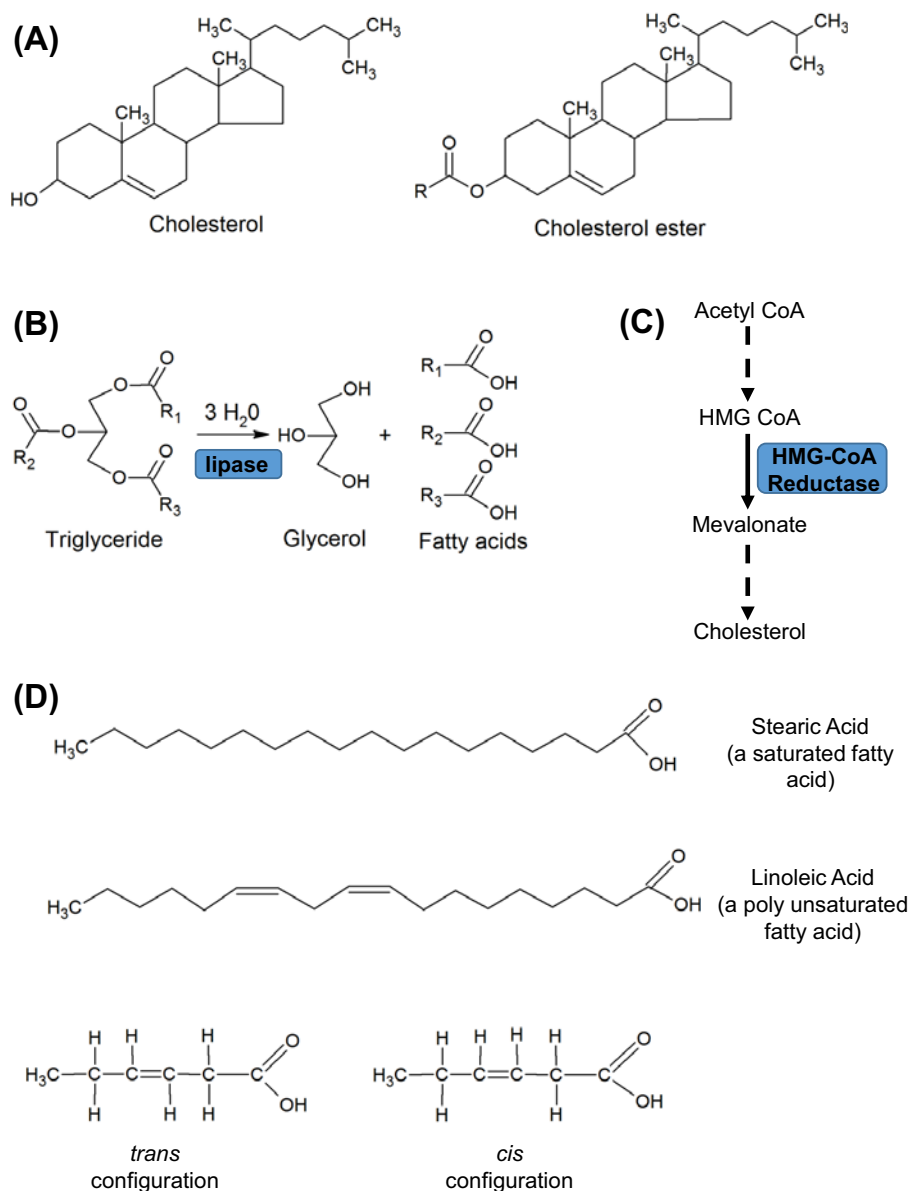 (A)
H₃C
CH₃
CH₃
CH₃
CH₃
HO
Cholesterol
H₃C
CH₃
CH₃
CH₃
CH₃
O
R
O
Cholesterol ester
(B)
O
O
R₁
O
O
R₂
O
O
R₃
Triglyceride
3 H₂0
lipase
OH
HO
HO
Glycerol
+
O
R₁
OH
O
R₂
OH
O
R₃
OH
Fatty acids
(C)
Acetyl CoA
HMG CoA
HMG-CoA
Reductase
Mevalonate
Cholesterol
(D)
H₃C
O
OH
Stearic Acid
(a saturated fatty
acid)
H₃C
O
OH
Linoleic Acid
(a poly unsaturated
fatty acid)
H H H O
H₃C C C C C C
H H H OH
trans
configuration
H H H H O
H₃C C C C C C
H H OH
cis
configuration